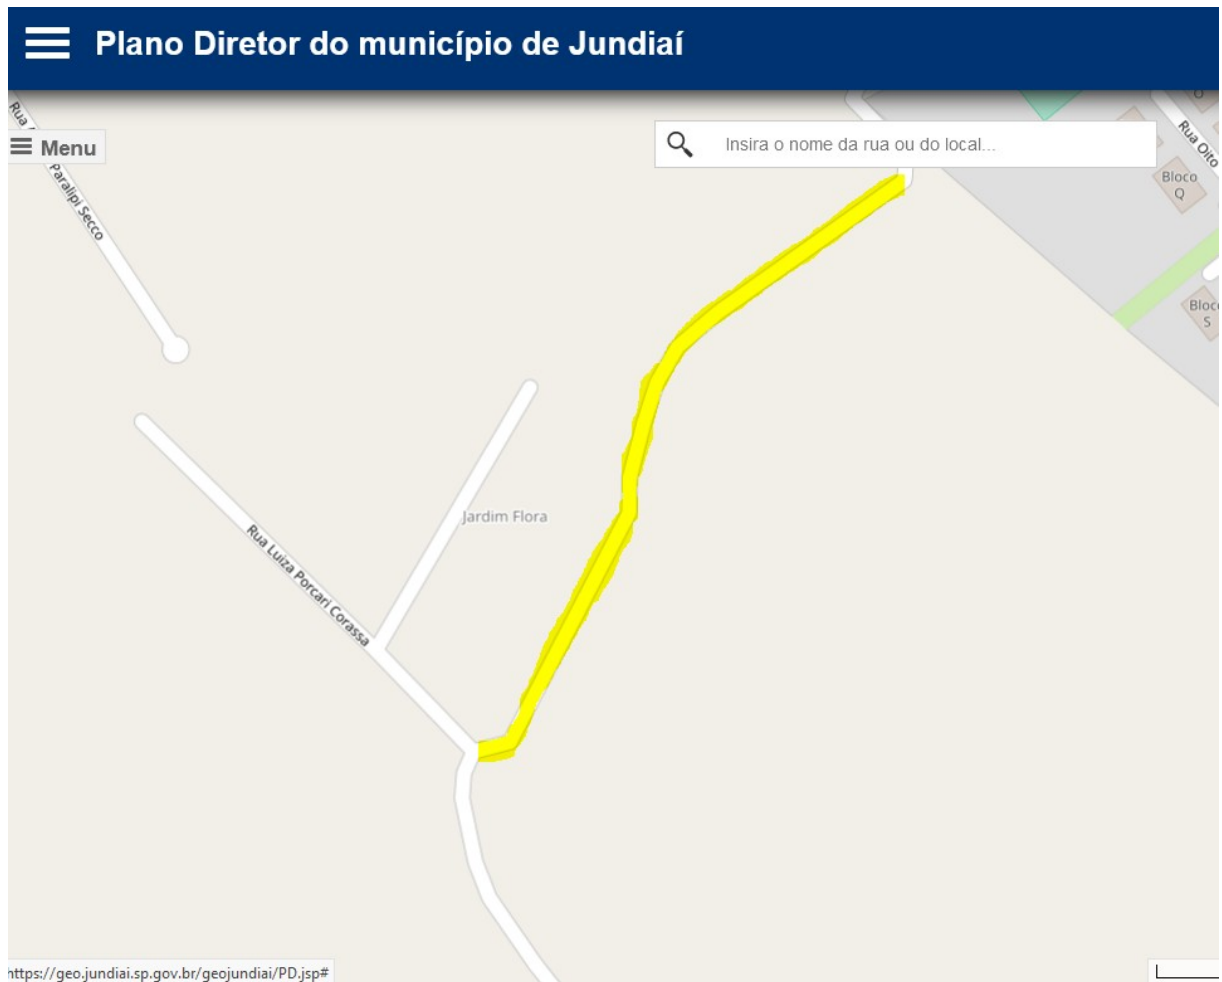 Plano Diretor do município de Jundiaí
Menu
Insira o nome da rua ou do local...
Rua
Paralipi Secco
Rua Oito
Bloco
Q
S
Jardim Flora
Rua Luiza Porcari Corassa
https://geo.jundiai.sp.gov.br/geojundiai/PD.jsp#